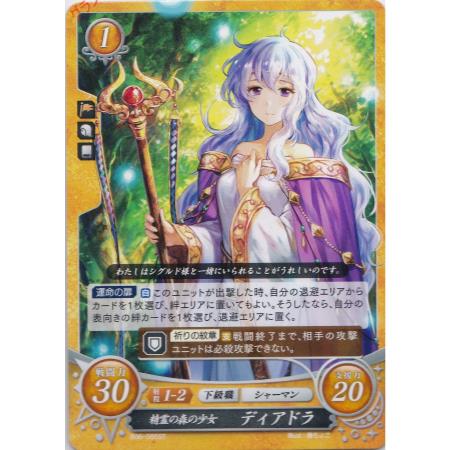 1
わたしはシグルド様と一緒にいられることがうれしいのです。
運命の扉 自 このユニットが出撃した時、自分の退避エリアから
カードを1枚選び、絆エリアに置いてもよい。そうしたなら、自分の
表向きの絆カードを1枚選び、退避エリアに置く。
祈りの紋章 支 戦闘終了まで、相手の攻撃
ユニットは必殺攻撃できない。
戦闘力
30
射程 1-2 下級職 シャーマン
支援力
20
精霊の森の少女 ディアドラ